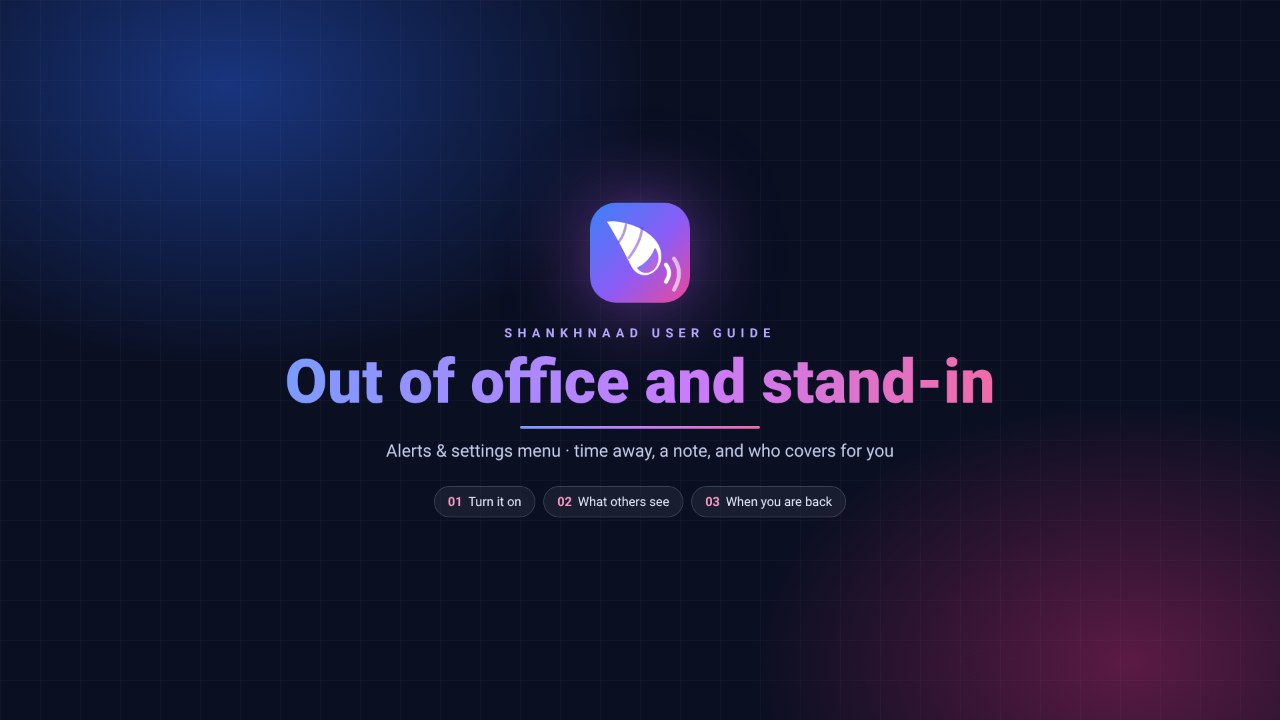 SHANKHNAAD USER GUIDE
Out of office and stand-in
Alerts & settings menu · time away, a note, and who covers for you
01 Turn it on 02 What others see 03 When you are back